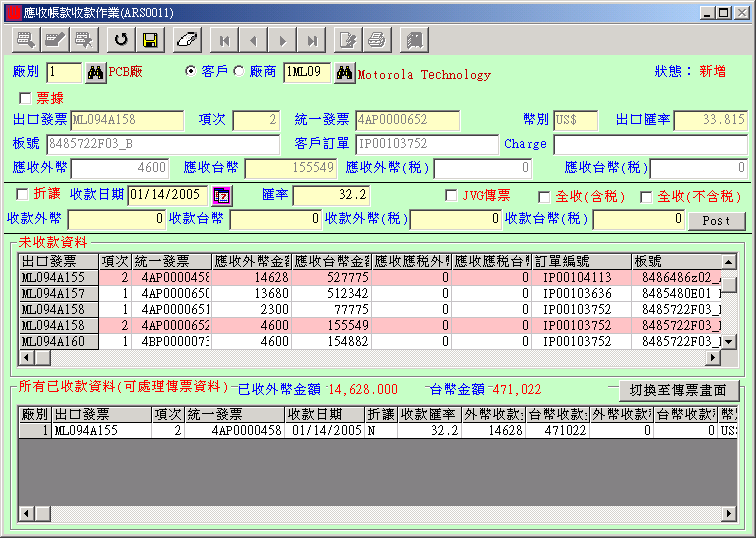 應收帳款收款作業(ARS0011)
廠別 1 PCB廠 客戶 廠商 1ML09 Motorola Technology 狀態： 新增
票據
出口發票 ML094A158 項次 2 統一發票 4AP0000652 幣別 US$ 出口匯率 33.815
板號 8485722F03_B 客戶訂單 IP00103752 Charge
應收外幣 4600 應收台幣 155549 應收外幣(稅) 0 應收台幣(稅) 0
折讓 收款日期 01/14/2005 匯率 32.2 JVG傳票 全收(含稅) 全收(不含稅)
收款外幣 0 收款台幣 0 收款外幣(稅) 0 收款台幣(稅) 0 Post
未收款資料
出口發票 項次 統一發票 應收外幣金額 應收台幣金額 應收應稅外幣 應收應稅台幣 訂單編號 板號
ML094A155 2 4AP0000458 14628 527775 0 0 IP00104113 8486486z02_
ML094A157 1 4AP0000650 13680 512342 0 0 IP00103636 8485480E01
ML094A158 1 4AP0000651 2300 77775 0 0 IP00103752 8485722F03_
ML094A158 2 4AP0000652 4600 155549 0 0 IP00103752 8485722F03_
ML094A160 1 4BP0000073 4600 154882 0 0 IP00103752 8485722F03_
所有已收款資料(可處理傳票資料) 已收外幣金額 14,628.000 台幣金額 471,022 切換至傳票畫面
廠別 出口發票 項次 統一發票 收款日期 折讓 收款匯率 外幣收款 台幣收款 外幣收款 台幣收款 幣別
1 ML094A155 2 4AP0000458 01/14/2005 N 32.2 14628 471022 0 0 US$